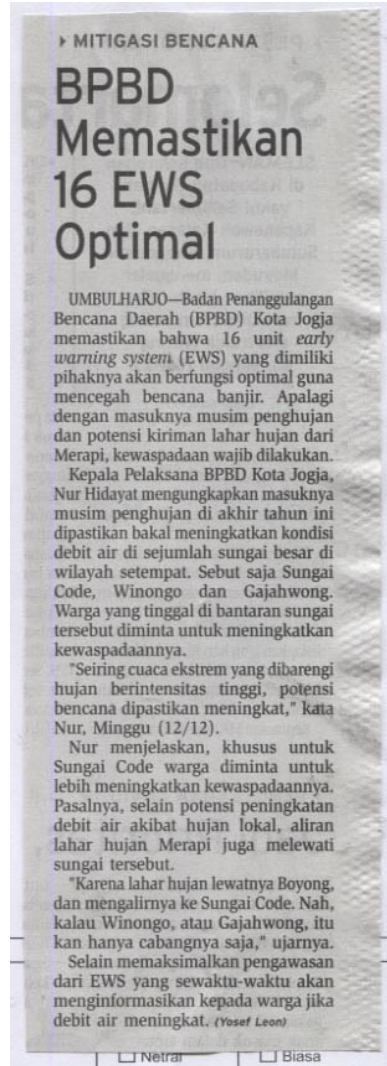 ▸ MITIGASI BENCANA
BPBD
Memastikan
16 EWS
Optimal
UMBULHARJO—Badan Penanggulangan
Bencana Daerah (BPBD) Kota Jogja
memastikan bahwa 16 unit early
warning system (EWS) yang dimiliki
pihaknya akan berfungsi optimal guna
mencegah bencana banjir. Apalagi
dengan masuknya musim penghujan
dan potensi kiriman lahar hujan dari
Merapi, kewaspadaan wajib dilakukan.
Kepala Pelaksana BPBD Kota Jogja,
Nur Hidayat mengungkapkan masuknya
musim penghujan di akhir tahun ini
dipastikan bakal meningkatkan kondisi
debit air di sejumlah sungai besar di
wilayah setempat. Sebut saja Sungai
Code, Winongo dan Gajahwong.
Warga yang tinggal di bantaran sungai
tersebut diminta untuk meningkatkan
kewaspadaannya.
"Seiring cuaca ekstrem yang dibarengi
hujan berintensitas tinggi, potensi
bencana dipastikan meningkat," kata
Nur, Minggu (12/12).
Nur menjelaskan, khusus untuk
Sungai Code warga diminta untuk
lebih meningkatkan kewaspadaannya.
Pasalnya, selain potensi peningkatan
debit air akibat hujan lokal, aliran
lahar hujan Merapi juga melewati
sungai tersebut.
"Karena lahar hujan lewatnya Boyong,
dan mengalirnya ke Sungai Code. Nah,
kalau Winongo, atau Gajahwong, itu
kan hanya cabangnya saja," ujarnya.
Selain memaksimalkan pengawasan
dari EWS yang sewaktu-waktu akan
menginformasikan kepada warga jika
debit air meningkat. (Yosef Leon)
Netral Biasa